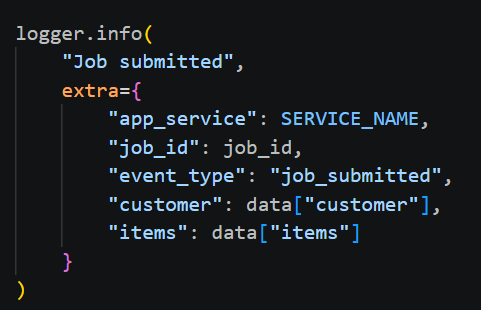 logger.info(
    "Job submitted",
    extra={
        "app_service": SERVICE_NAME,
        "job_id": job_id,
        "event_type": "job_submitted",
        "customer": data["customer"],
        "items": data["items"]
    }
)